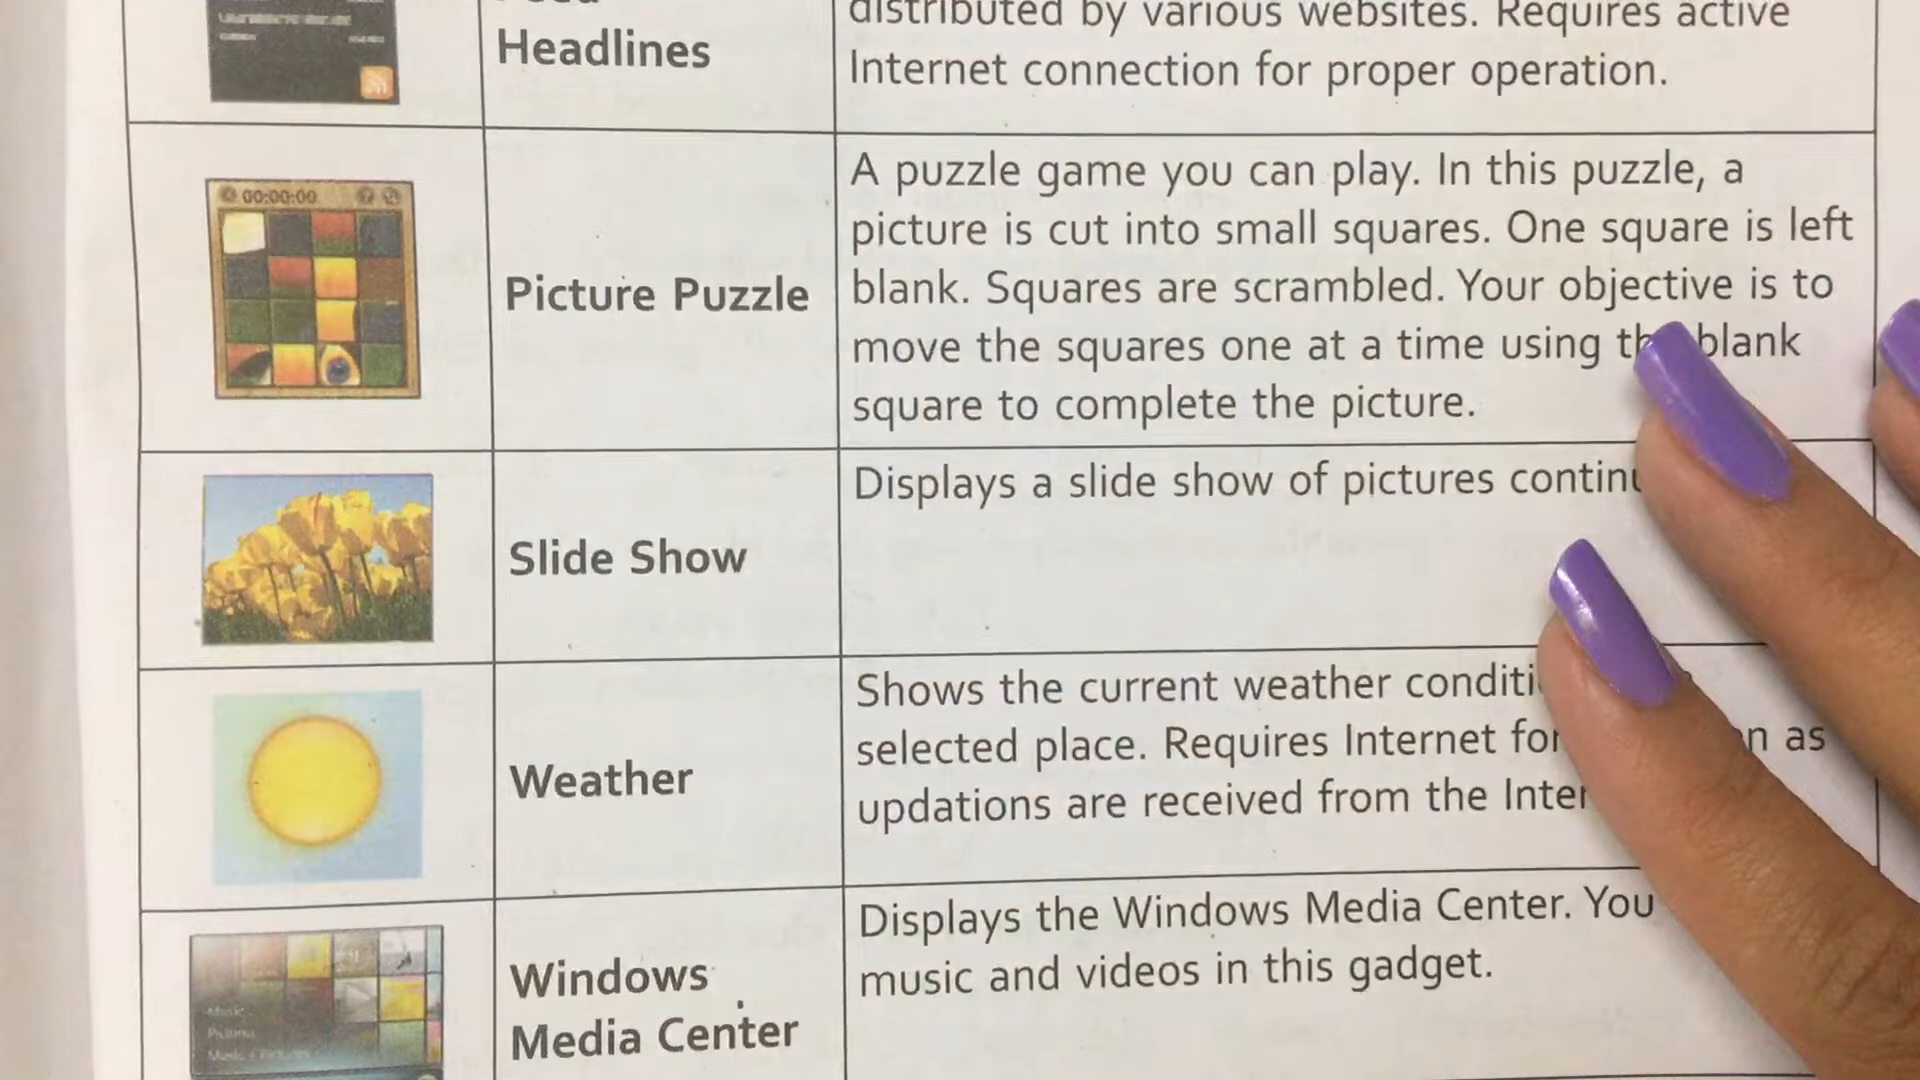 Headlines
distributed by various websites. Requires active
Internet connection for proper operation.
00:00:00
Picture Puzzle
A puzzle game you can play. In this puzzle, a
picture is cut into small squares. One square is left
blank. Squares are scrambled. Your objective is to
move the squares one at a time using blank
square to complete the picture.
Slide Show
Displays a slide show of pictures
Weather
Shows the current weather
selected place. Requires Internet as
updations are received from the
Windows
Media Center
Displays the Windows Media Center. You
music and videos in this gadget.
Music
Pictures